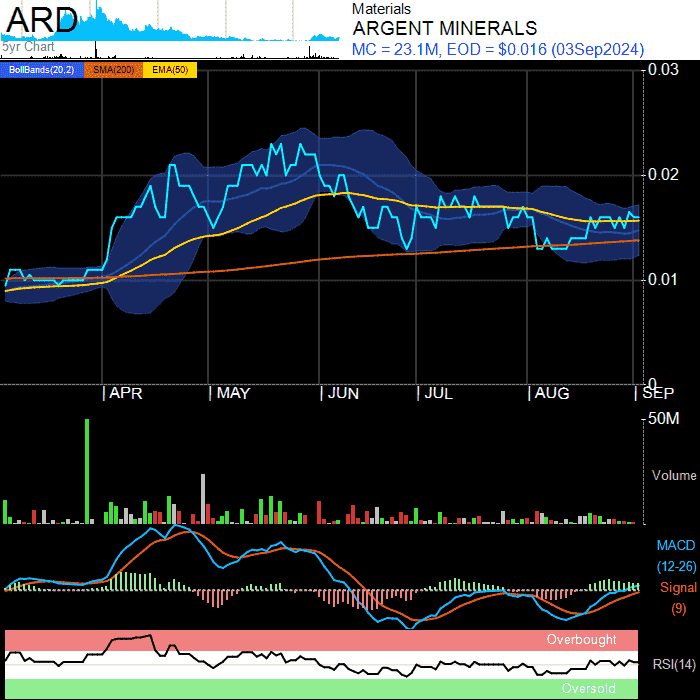 ARD
5yr Chart
Materials
ARGENT MINERALS
MC = 23.1M, EOD = $0.016 (03Sep2024)
BollBands(20,2) SMA(200) EMA(50)
0.03
0.02
0.01
0
APR MAY JUN JUL AUG SEP
50M
Volume
MACD
(12-26)
Signal
(9)
Overbought
RSI(14)
Oversold